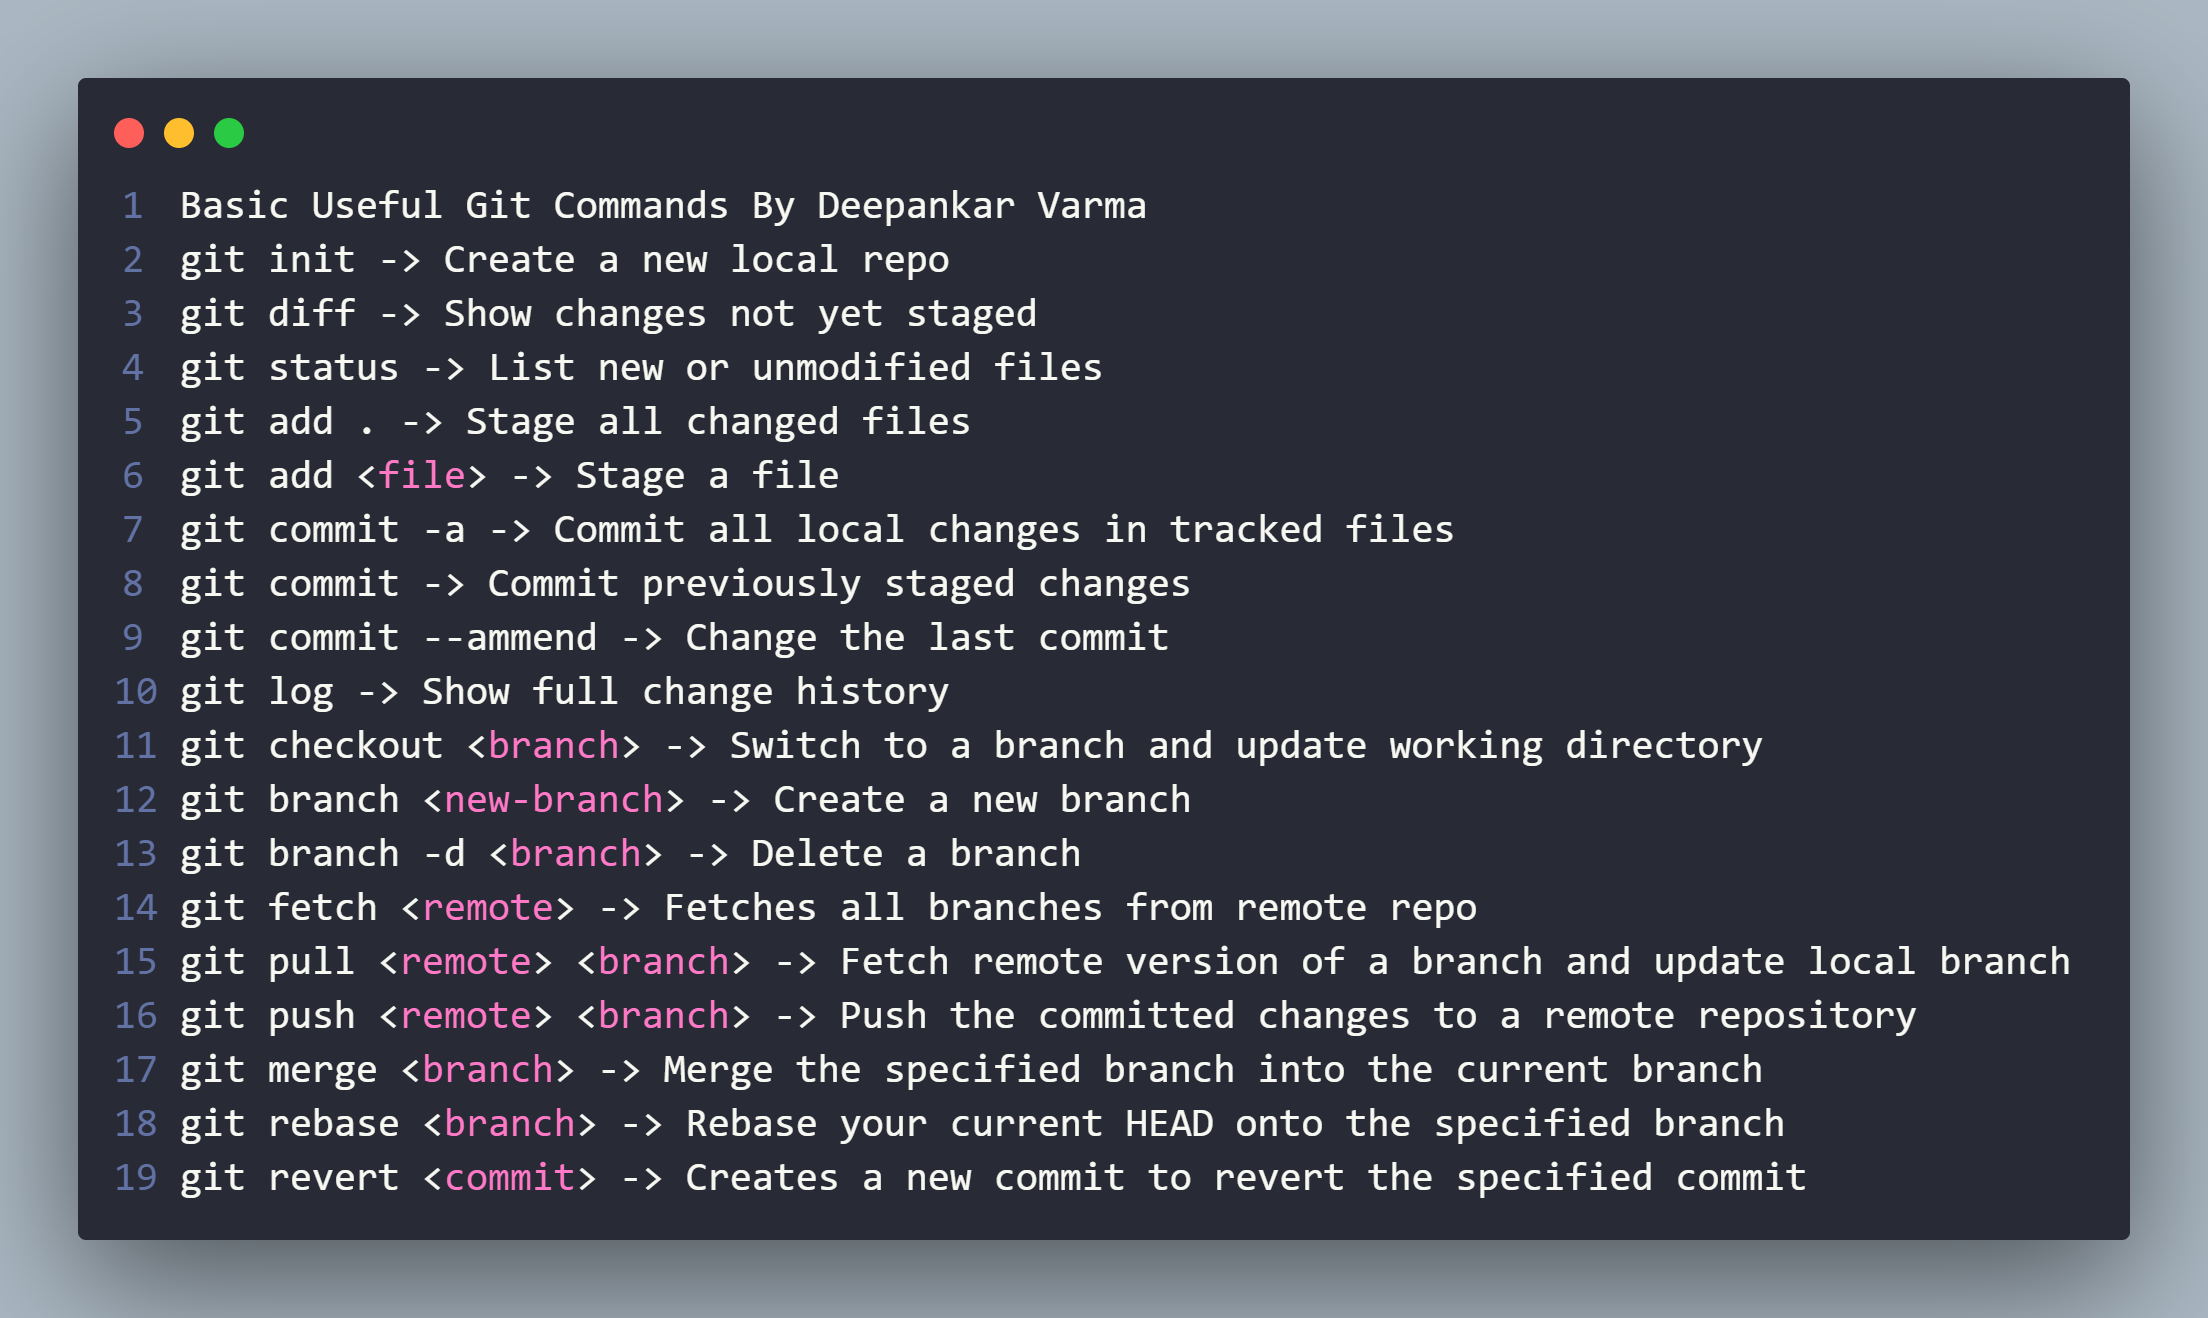 1 Basic Useful Git Commands By Deepankar Varma
2 git init -> Create a new local repo
3 git diff -> Show changes not yet staged
4 git status -> List new or unmodified files
5 git add . -> Stage all changed files
6 git add <file> -> Stage a file
7 git commit -a -> Commit all local changes in tracked files
8 git commit -> Commit previously staged changes
9 git commit --ammend -> Change the last commit
10 git log -> Show full change history
11 git checkout <branch> -> Switch to a branch and update working directory
12 git branch <new-branch> -> Create a new branch
13 git branch -d <branch> -> Delete a branch
14 git fetch <remote> -> Fetches all branches from remote repo
15 git pull <remote> <branch> -> Fetch remote version of a branch and update local branch
16 git push <remote> <branch> -> Push the committed changes to a remote repository
17 git merge <branch> -> Merge the specified branch into the current branch
18 git rebase <branch> -> Rebase your current HEAD onto the specified branch
19 git revert <commit> -> Creates a new commit to revert the specified commit